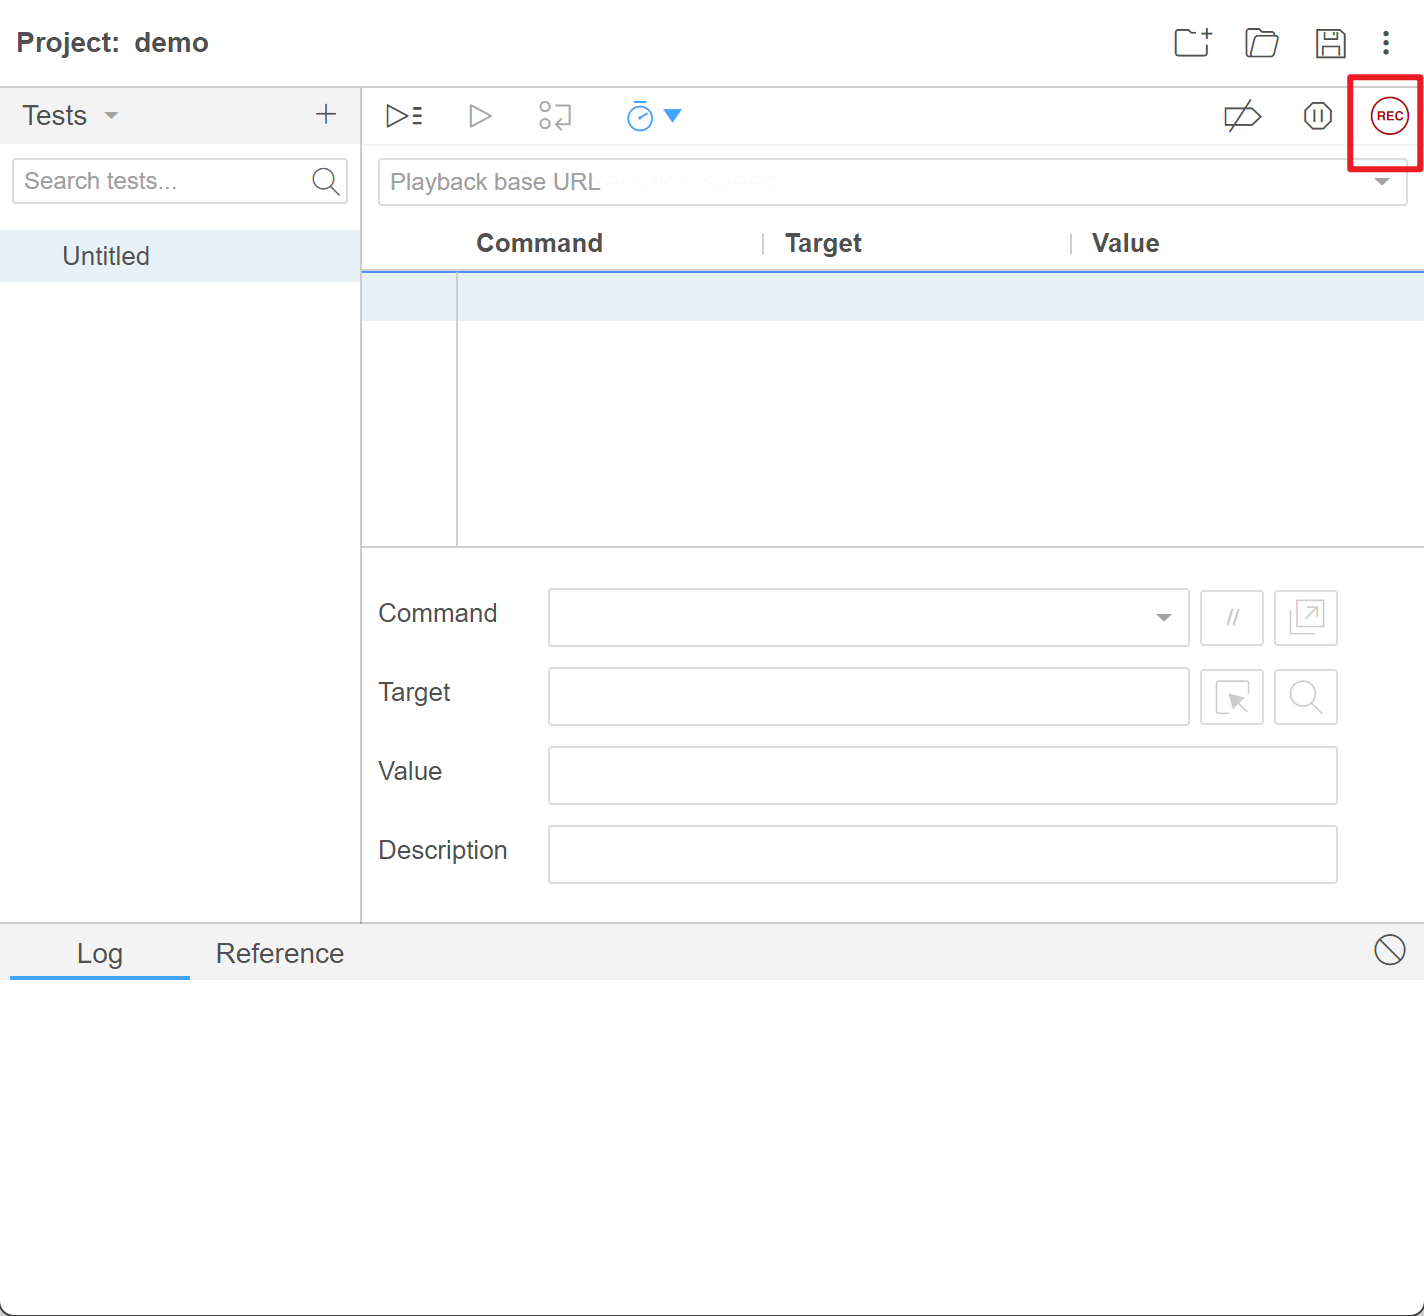 Project: demo
Tests
REC
Search tests...
Playback base URL
Untitled
Command Target Value
Command
//
Target
Value
Description
Log Reference